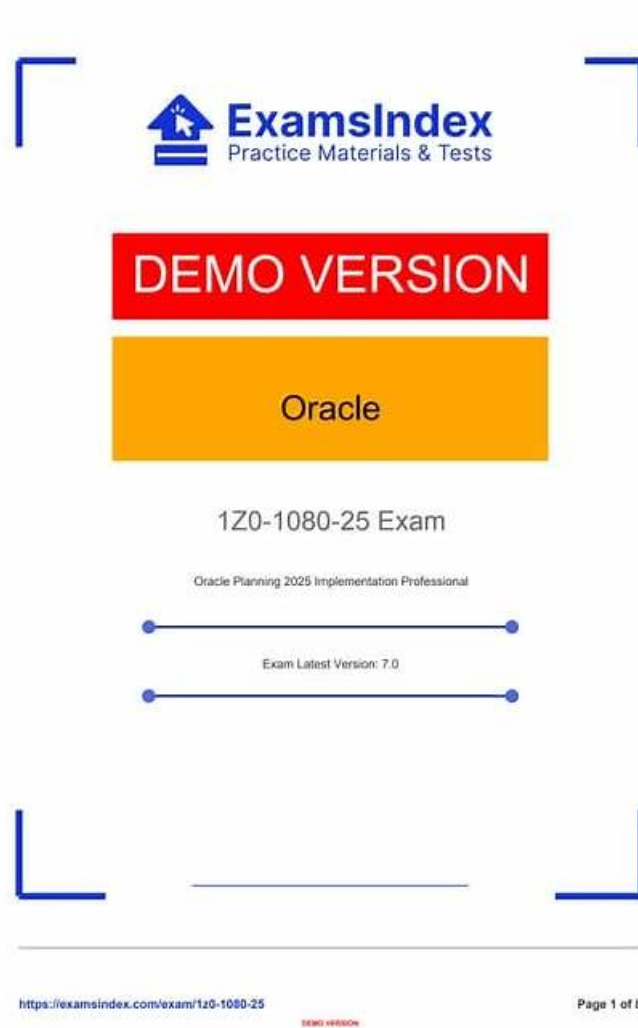 ExamsIndex
Practice Materials & Tests
DEMO VERSION
Oracle
1Z0-1080-25 Exam
Oracle Planning 2025 Implementation Professional
Exam Latest Version: 7.0
https://examsindex.com/exam/1z0-1080-25
Page 1 of
DEMO VERSION